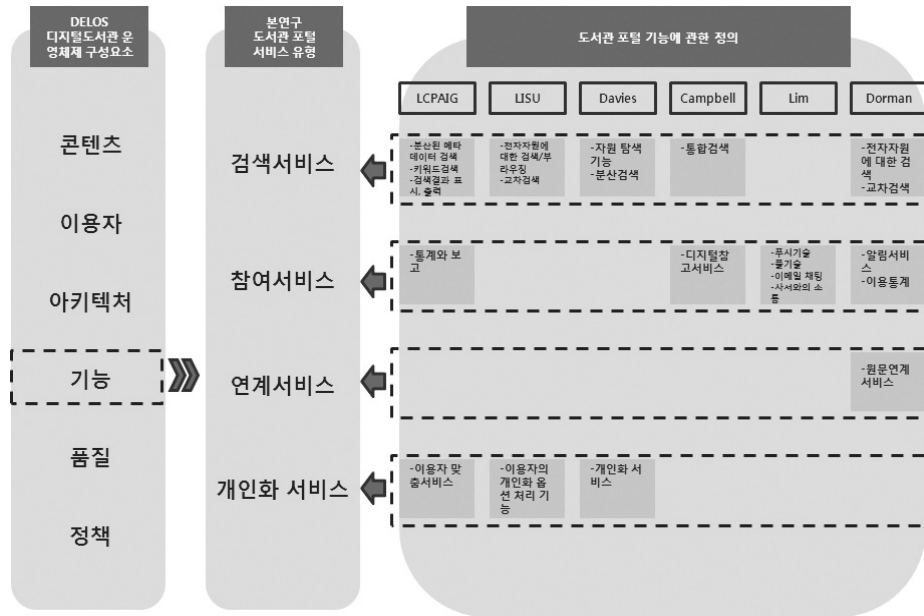 DELOS
디지털도서관 운
영체제 구성요소
콘텐츠
이용자
아키텍처
기능
품질
정책
본연구
도서관 포털
서비스 유형
검색서비스
참여서비스
연계서비스
개인화 서비스
도서관 포털 기능에 관한 정의
LCPAIG
LISU
Davies
Campbell
Lim
Dorman
-분산된 메타
데이터 검색
-키워드검색
-검색결과 표
시, 출력
-전자자원에
대한 검색/브
라우징
-교차검색
-자원 탐색
기능
-분산검색
-통합검색
-전자자원
에 대한 검
색
-교차검색
-통계와 보
고
-디지털참
고서비스
-푸시기술
-풀기술
-이메일 채팅
-사서와의 소
통
-알림서비
스
-이용통계
-원문연계
서비스
-이용자 맞
춤서비스
-이용자의
개인화 옵
션 처리 기
능
-개인화 서
비스